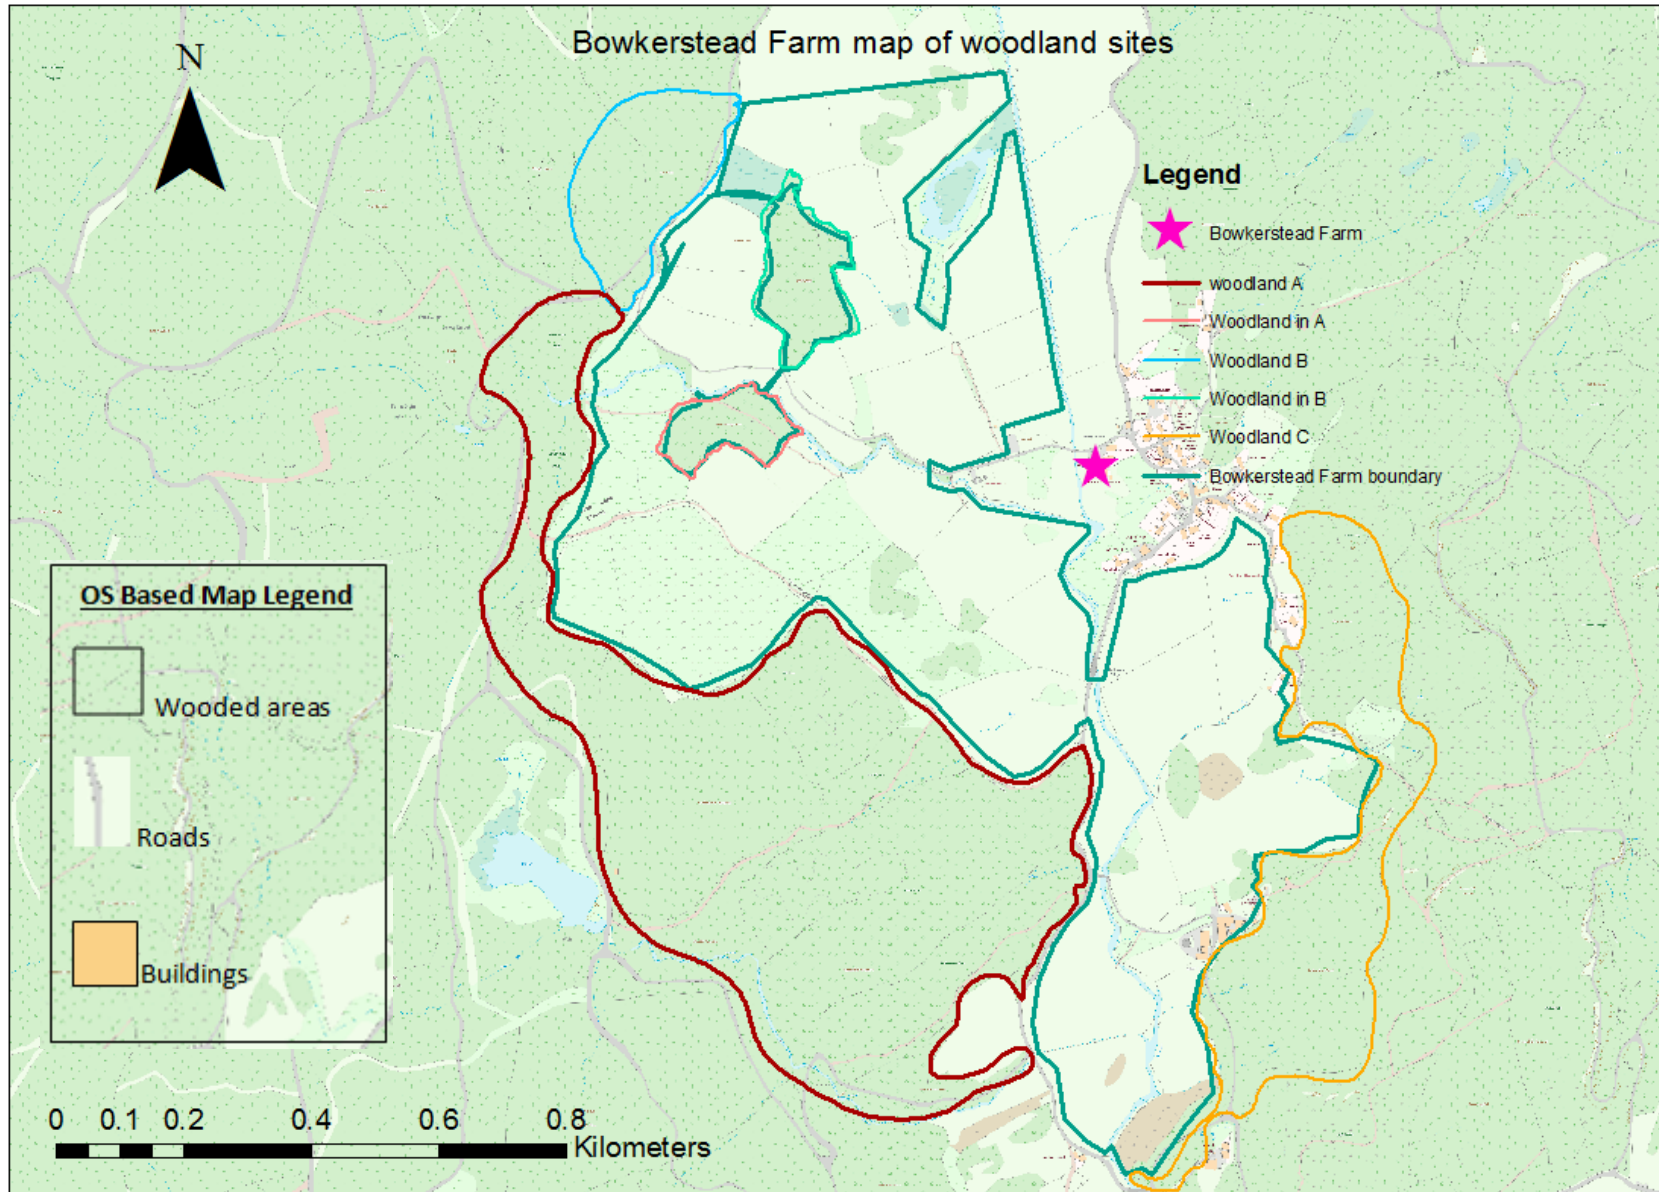 Bowkerstead Farm map of woodland sites
N
Legend
Bowkerstead Farm
woodland A
Woodland in A
Woodland B
Woodland in B
Woodland C
Bowkerstead Farm boundary
OS Based Map Legend
Wooded areas
Roads
Buildings
0 0.1 0.2 0.4 0.6 0.8
Kilometers